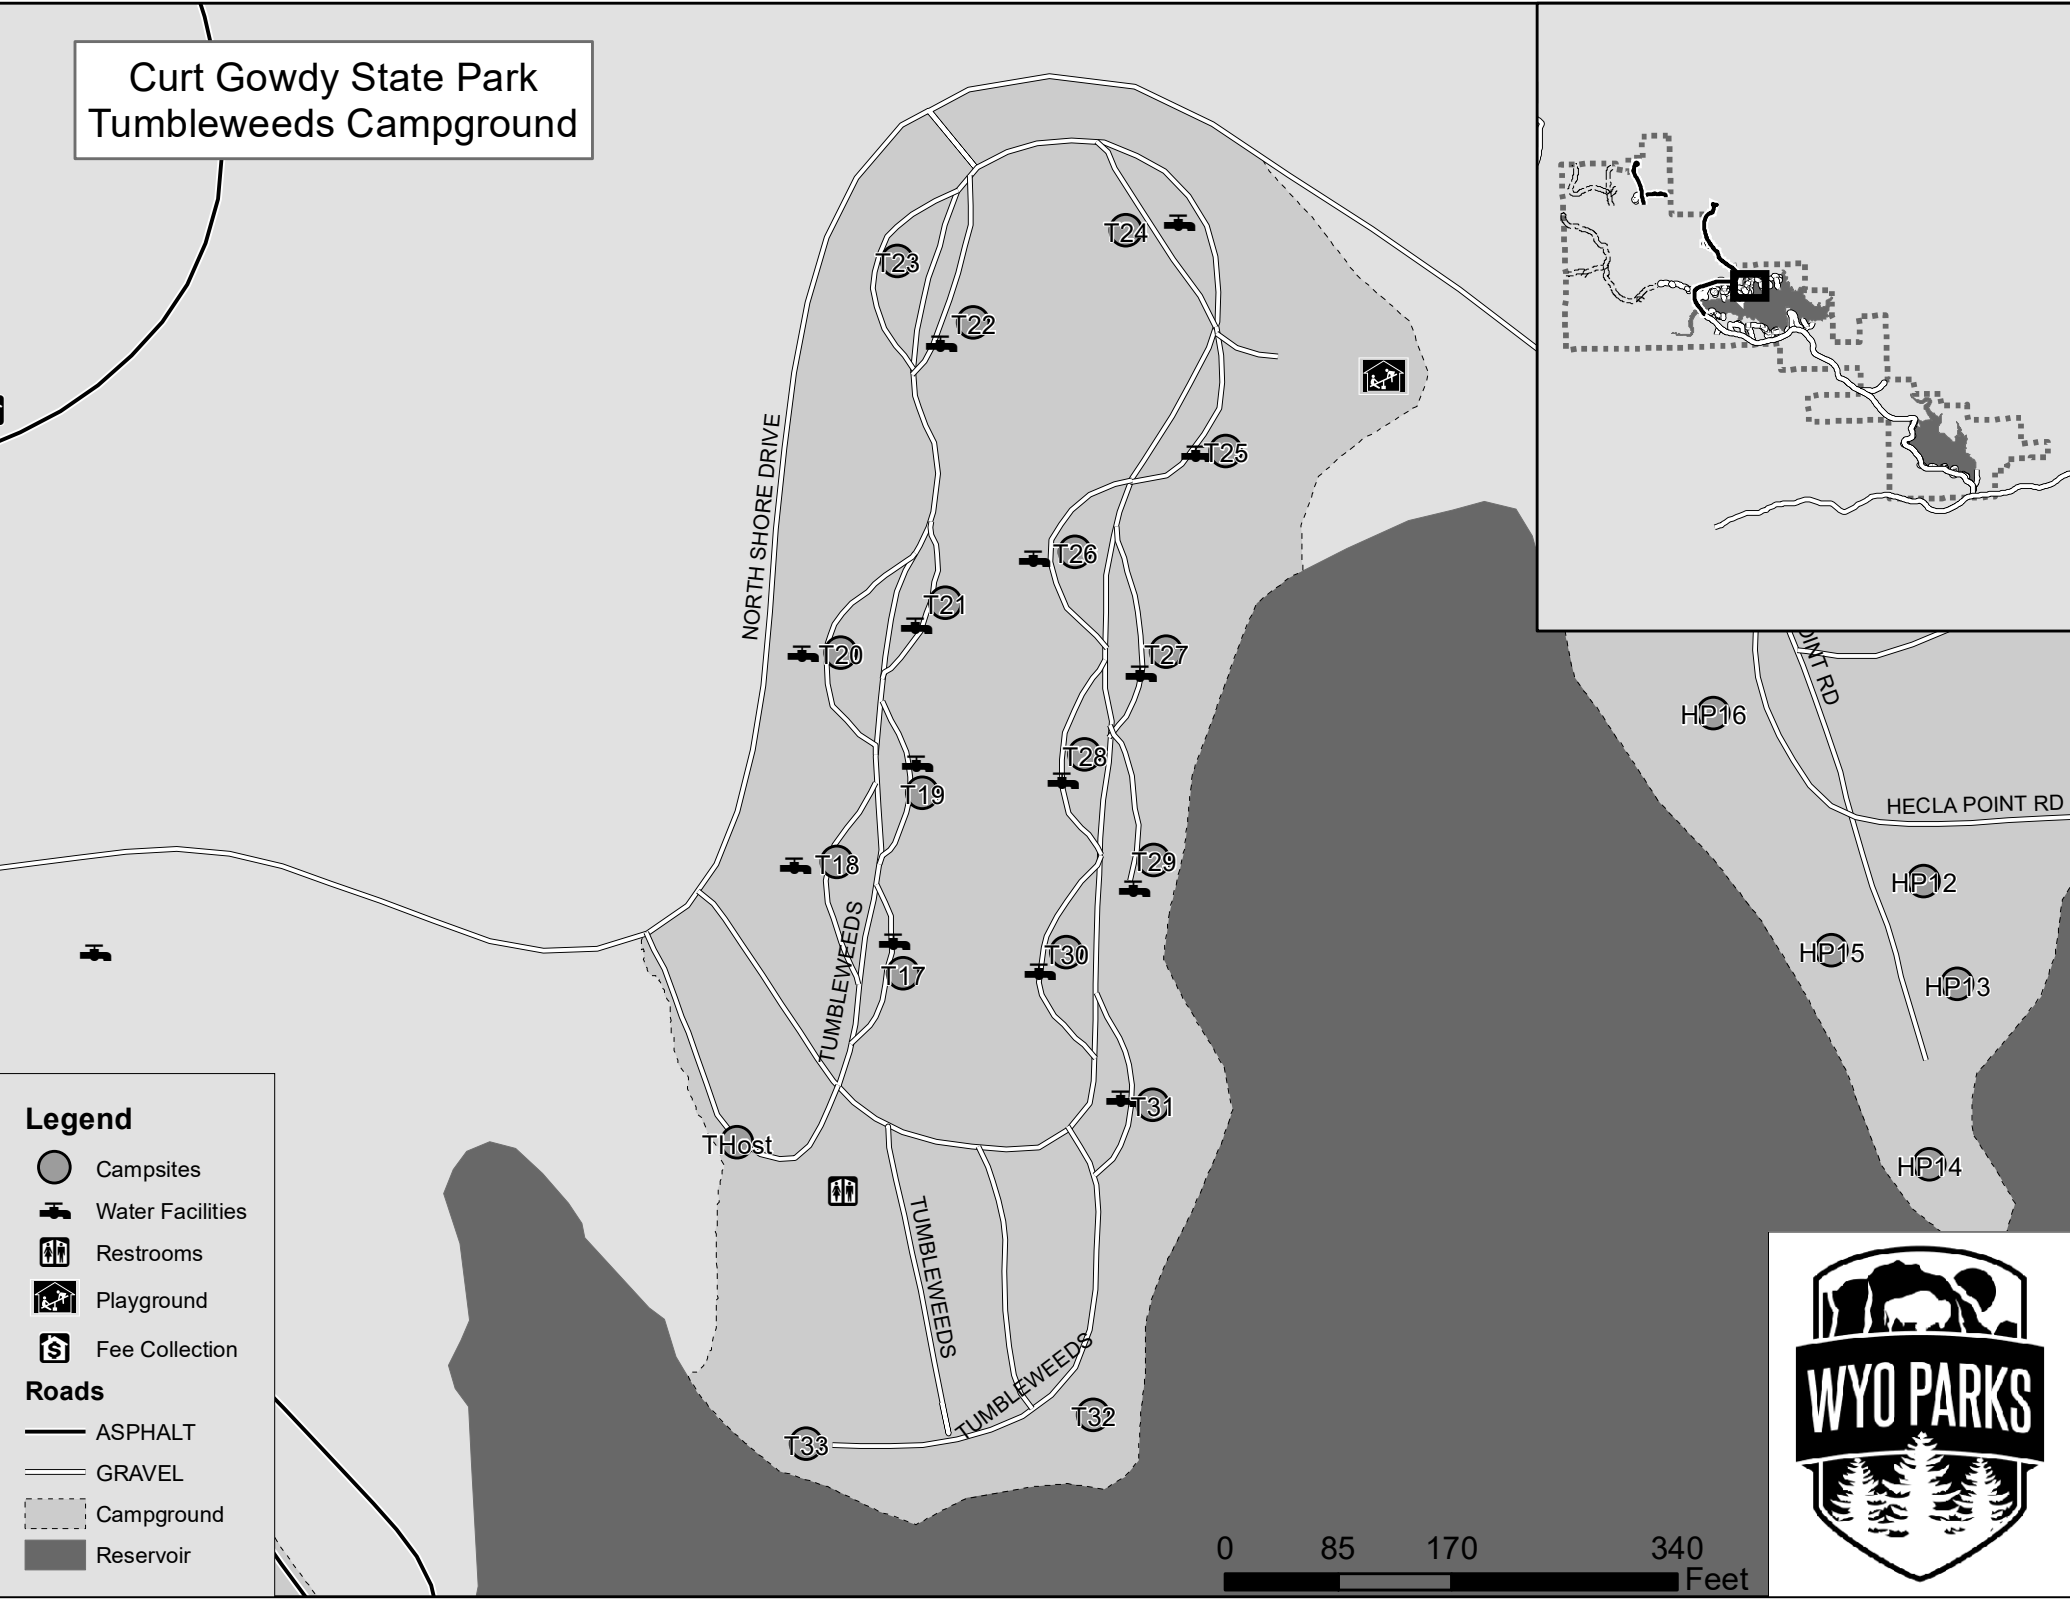 Curt Gowdy State Park
Tumbleweeds Campground
T24
T23
T22
T25
NORTH SHORE DRIVE
T26
T21
T20
T27
OINT RD
HP16
T28
T19
HECLA POINT RD
T18
T29
HP12
TUMBLEWEEDS
T30
HP15
T17
HP13
T31
THost
HP14
TUMBLEWEEDS
TUMBLEWEEDS
T32
T33
Legend
Campsites
Water Facilities
Restrooms
Playground
$
Fee Collection
Roads
ASPHALT
GRAVEL
Campground
Reservoir
0 85 170 340
Feet
WYO PARKS